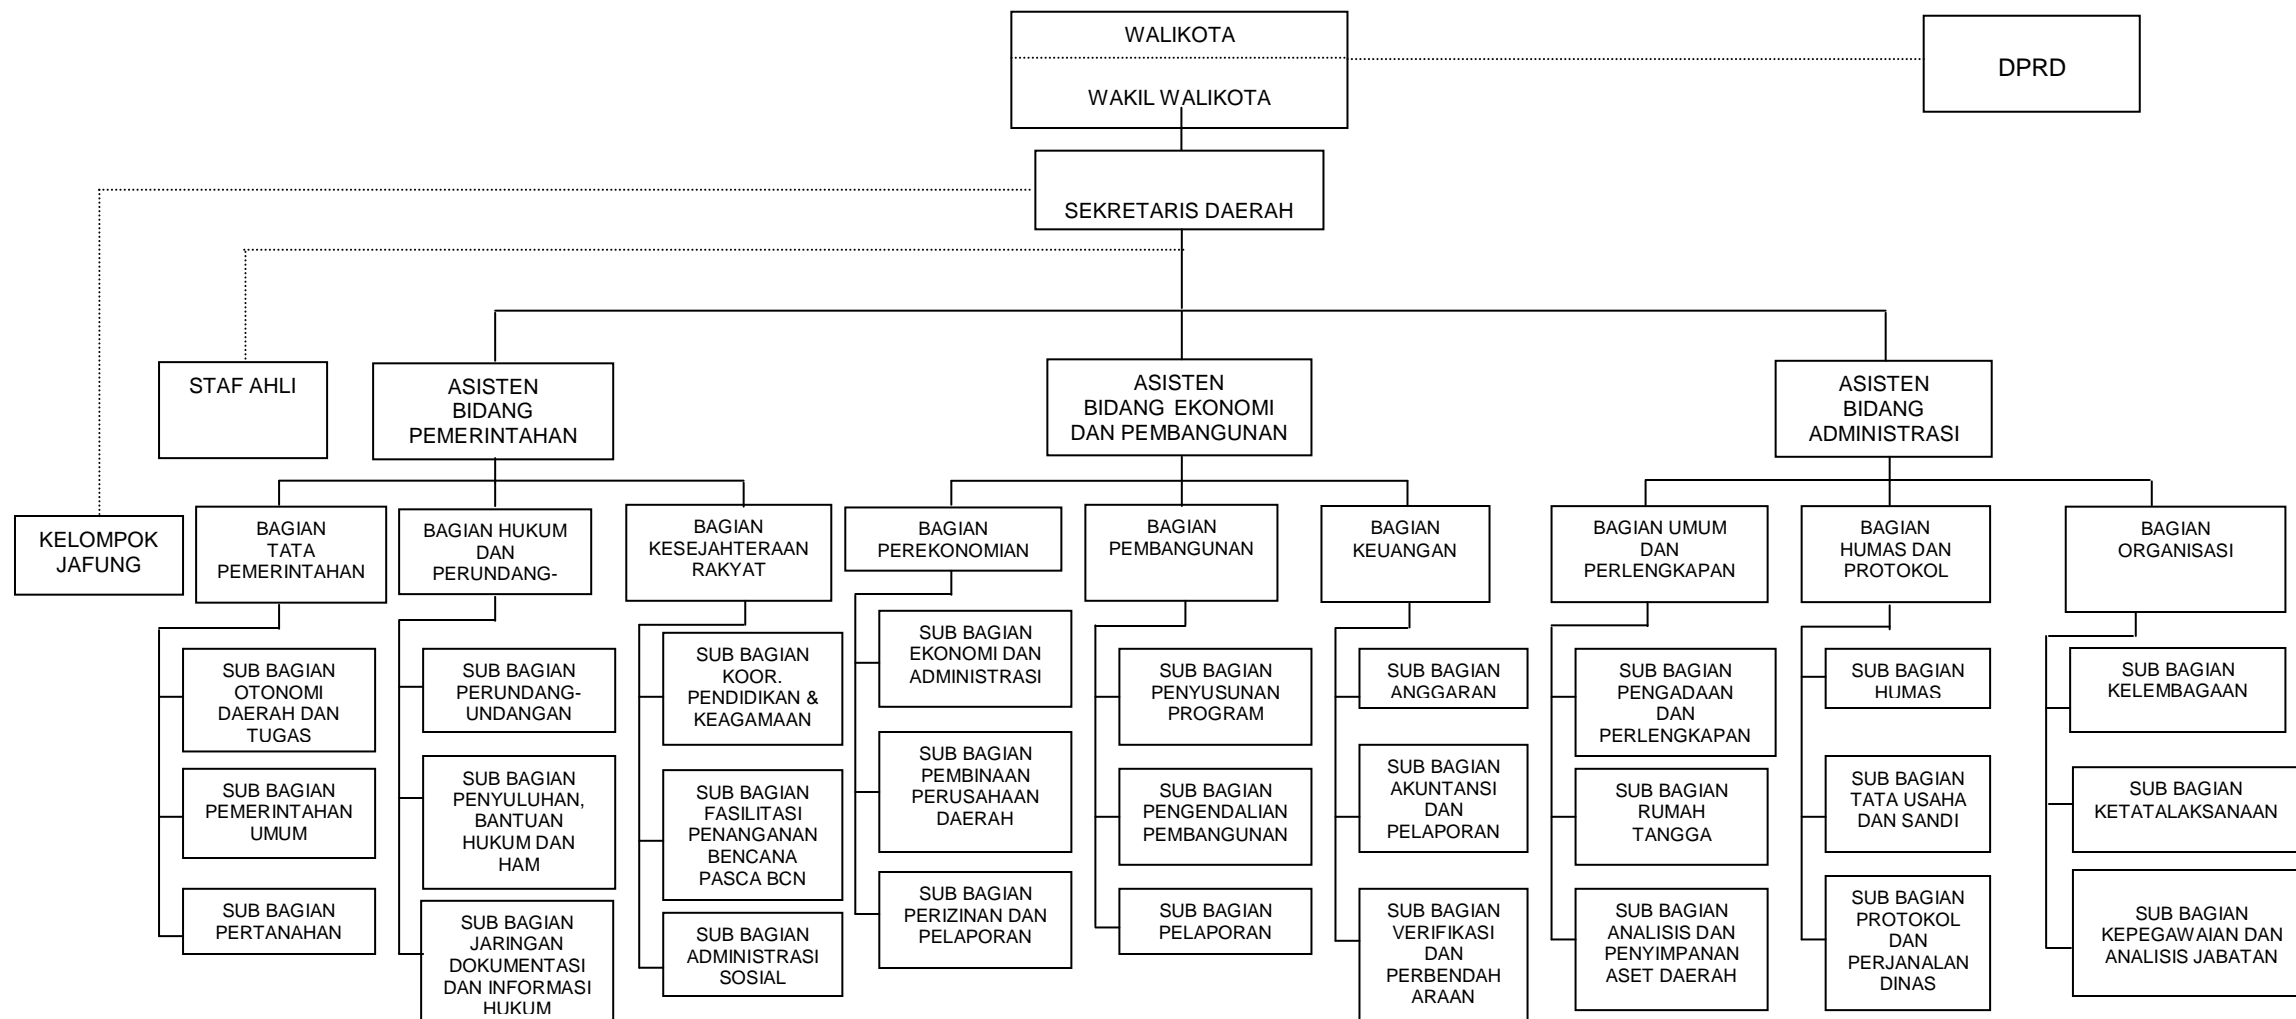 WALIKOTA
WAKIL WALIKOTA
DPRD
SEKRETARIS DAERAH
STAF AHLI
ASISTEN
BIDANG
PEMERINTAHAN
ASISTEN
BIDANG EKONOMI
DAN PEMBANGUNAN
ASISTEN
BIDANG
ADMINISTRASI
KELOMPOK
JAFUNG
BAGIAN
TATA
PEMERINTAHAN
BAGIAN HUKUM
DAN
PERUNDANG-
BAGIAN
KESEJAHTERAAN
RAKYAT
BAGIAN
PEREKONOMIAN
BAGIAN
PEMBANGUNAN
BAGIAN
KEUANGAN
BAGIAN UMUM
DAN
PERLENGKAPAN
BAGIAN
HUMAS DAN
PROTOKOL
BAGIAN
ORGANISASI
SUB BAGIAN
OTONOMI
DAERAH DAN
TUGAS
SUB BAGIAN
PEMERINTAHAN
UMUM
SUB BAGIAN
PERTANAHAN
SUB BAGIAN
PERUNDANG-
UNDANGAN
SUB BAGIAN
PENYULUHAN,
BANTUAN
HUKUM DAN
HAM
SUB BAGIAN
JARINGAN
DOKUMENTASI
DAN INFORMASI
HUKUM
SUB BAGIAN
KOOR.
PENDIDIKAN &
KEAGAMAAN
SUB BAGIAN
FASILITASI
PENANGANAN
BENCANA
PASCA BCN
SUB BAGIAN
ADMINISTRASI
SOSIAL
SUB BAGIAN
EKONOMI DAN
ADMINISTRASI
SUB BAGIAN
PEMBINAAN
PERUSAHAAN
DAERAH
SUB BAGIAN
PERIZINAN DAN
PELAPORAN
SUB BAGIAN
PENYUSUNAN
PROGRAM
SUB BAGIAN
PENGENDALIAN
PEMBANGUNAN
SUB BAGIAN
PELAPORAN
SUB BAGIAN
ANGGARAN
SUB BAGIAN
AKUNTANSI
DAN
PELAPORAN
SUB BAGIAN
VERIFIKASI
DAN
PERBENDAH
ARAAN
SUB BAGIAN
PENGADAAN
DAN
PERLENGKAPAN
SUB BAGIAN
RUMAH
TANGGA
SUB BAGIAN
ANALISIS DAN
PENYIMPANAN
ASET DAERAH
SUB BAGIAN
HUMAS
SUB BAGIAN
TATA USAHA
DAN SANDI
SUB BAGIAN
PROTOKOL
DAN
PERJANALAN
DINAS
SUB BAGIAN
KELEMBAGAAN
SUB BAGIAN
KETATALAKSANAAN
SUB BAGIAN
KEPEGAWAIAN DAN
ANALISIS JABATAN